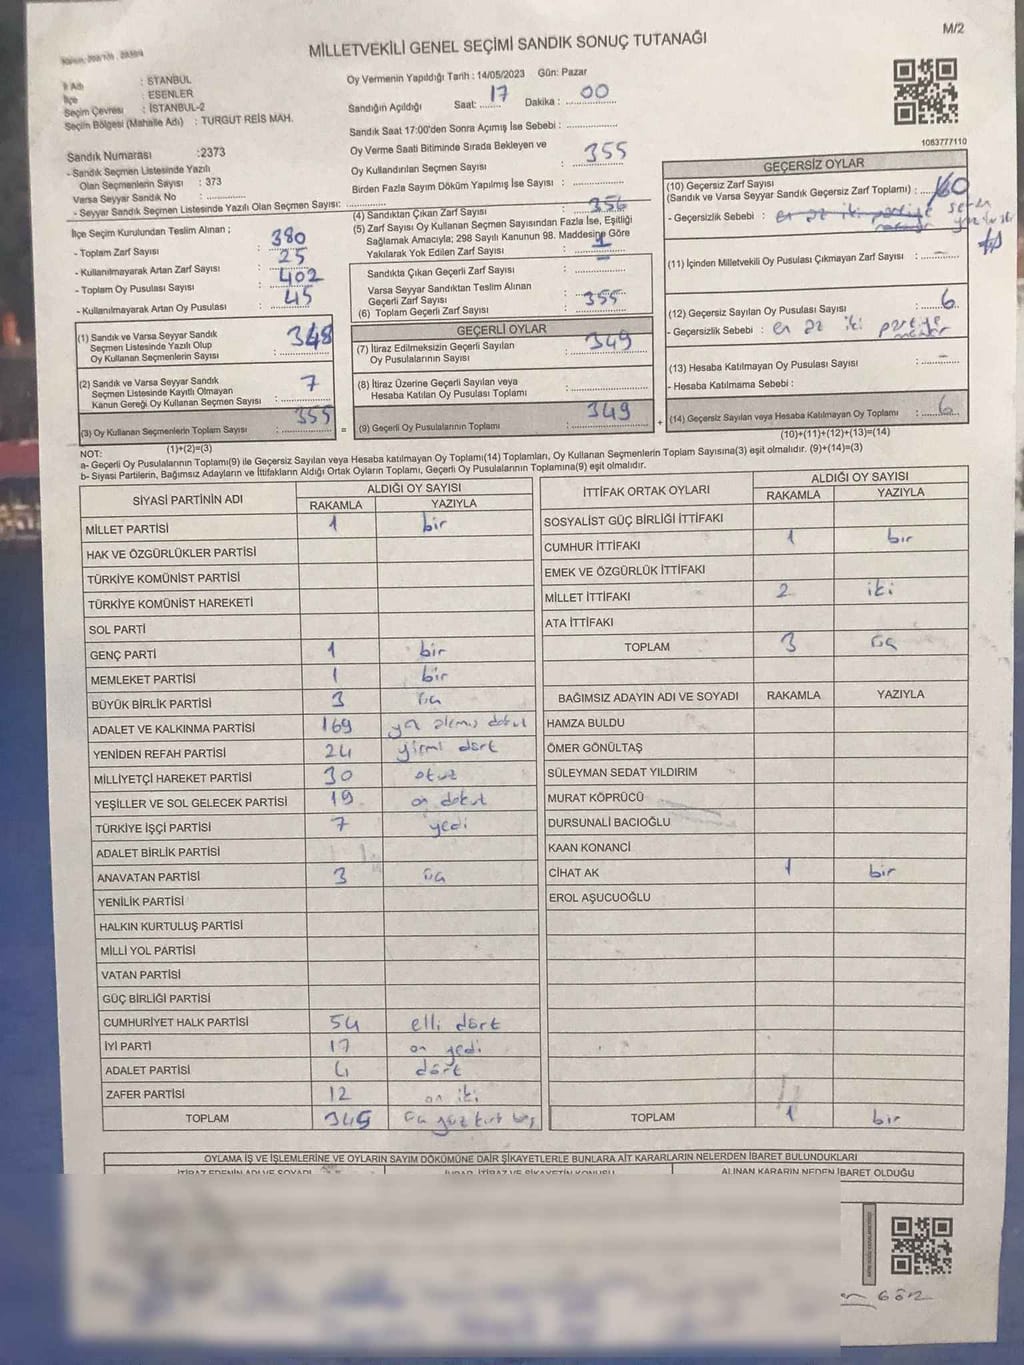 M/2
MİLLETVEKİLİ GENEL SEÇİMİ SANDIK SONUÇ TUTANAĞI
İl Adı : İSTANBUL
İlçe : ESENLER
Seçim Çevresi : İSTANBUL-2
Seçim Bölgesi (Mahalle Adı) : TURGUT REİS MAH.
Sandık Numarası :2373
- Sandık Seçmen Listesinde Yazılı
Olan Seçmenlerin Sayısı : 373
Varsa Seyyar Sandık No : ..............
- Seyyar Sandık Seçmen Listesinde Yazılı Olan Seçmen Sayısı: ..............
Oy Vermenin Yapıldığı Tarih : 14/05/2023 Gün: Pazar
Sandığın Açıldığı Saat: 17 Dakika : 00
Sandık Saat 17:00'den Sonra Açımış İse Sebebi : ..............
Oy Verme Saati Bitiminde Sırada Bekleyen ve
Oy Kullandırılan Seçmen Sayısı : 355
Birden Fazla Sayım Döküm Yapılmış İse Sayısı : ..............
1083777110
İlçe Seçim Kurulundan Teslim Alınan ;
- Toplam Zarf Sayısı : 380
- Kullanılmayarak Artan Zarf Sayısı : 25
- Toplam Oy Pusulası Sayısı : 402
- Kullanılmayarak Artan Oy Pusulası : 45
(1) Sandık ve Varsa Seyyar Sandık
Seçmen Listesinde Yazılı Olup
Oy Kullanan Seçmenlerin Sayısı : 348
(2) Sandık ve Varsa Seyyar Sandık
Seçmen Listesinde Kayıtlı Olmayan
Kanun Gereği Oy Kullanan Seçmen Sayısı : 7
(3) Oy Kullanan Seçmenlerin Toplam Sayısı : 355
(1)+(2)=(3)
(4) Sandıktan Çıkan Zarf Sayısı : 356
(5) Zarf Sayısı Oy Kullanan Seçmen Sayısından Fazla İse, Eşitliği
Sağlamak Amacıyla; 298 Sayılı Kanunun 98. Maddesine Göre
Yakılarak Yok Edilen Zarf Sayısı : 1
Sandıkta Çıkan Geçerli Zarf Sayısı :
Varsa Seyyar Sandıktan Teslim Alınan
Geçerli Zarf Sayısı :
(6) Toplam Geçerli Zarf Sayısı : 355
GEÇERLİ OYLAR
(7) İtiraz Edilmeksizin Geçerli Sayılan
Oy Pusulalarının Sayısı : 349
(8) İtiraz Üzerine Geçerli Sayılan veya
Hesaba Katılan Oy Pusulası Toplamı :
= (9) Geçerli Oy Pusulalarının Toplamı : 349 +
GEÇERSİZ OYLAR
(10) Geçersiz Zarf Sayısı
(Sandık ve Varsa Seyyar Sandık Geçersiz Zarf Toplamı) :
- Geçersizlik Sebebi : en az iki partiye
(11) İçinden Milletvekili Oy Pusulası Çıkmayan Zarf Sayısı : -
(12) Geçersiz Sayılan Oy Pusulası Sayısı : 6
- Geçersizlik Sebebi : en az iki partiye
(13) Hesaba Katılmayan Oy Pusulası Sayısı : -
- Hesaba Katılmama Sebebi :
(14) Geçersiz Sayılan veya Hesaba Katılmayan Oy Toplamı : 6
(10)+(11)+(12)+(13)=(14)
NOT:
a- Geçerli Oy Pusulalarının Toplamı(9) ile Geçersiz Sayılan veya Hesaba Katılmayan Oy Toplamı(14) Toplamları, Oy Kullanan Seçmenlerin Toplam Sayısına(3) eşit olmalıdır. (9)+(14)=(3)
b- Siyasi Partilerin, Bağımsız Adayların ve İttifakların Aldığı Ortak Oyların Toplamı, Geçerli Oy Pusulalarının Toplamına(9) eşit olmalıdır.
SİYASİ PARTİNİN ADI ALDIĞI OY SAYISI
RAKAMLA YAZIYLA
MİLLET PARTİSİ 1 bir
HAK VE ÖZGÜRLÜKLER PARTİSİ
TÜRKİYE KOMÜNİST PARTİSİ
TÜRKİYE KOMÜNİST HAREKETİ
SOL PARTİ
GENÇ PARTİ 1 bir
MEMLEKET PARTİSİ 1 bir
BÜYÜK BİRLİK PARTİSİ 3 üç
ADALET VE KALKINMA PARTİSİ 169 yüz
YENİDEN REFAH PARTİSİ 24 yirmi dört
MİLLİYETÇİ HAREKET PARTİSİ 30 otuz
YEŞİLLER VE SOL GELECEK PARTİSİ 19 on dokuz
TÜRKİYE İŞÇİ PARTİSİ 7 yedi
ADALET BİRLİK PARTİSİ
ANAVATAN PARTİSİ 3 üç
YENİLİK PARTİSİ
HALKIN KURTULUŞ PARTİSİ
MİLLİ YOL PARTİSİ
VATAN PARTİSİ
GÜÇ BİRLİĞİ PARTİSİ
CUMHURİYET HALK PARTİSİ 54 elli dört
İYİ PARTİ 17 on yedi
ADALET PARTİSİ 4 dört
ZAFER PARTİSİ 12 on iki
TOPLAM 345 üç yüz kırk beş
İTTİFAK ORTAK OYLARI ALDIĞI OY SAYISI
RAKAMLA YAZIYLA
SOSYALİST GÜÇ BİRLİĞİ İTTİFAKI
CUMHUR İTTİFAKI 1 bir
EMEK VE ÖZGÜRLÜK İTTİFAKI
MİLLET İTTİFAKI 2 iki
ATA İTTİFAKI
TOPLAM 3 üç
BAĞIMSIZ ADAYIN ADI VE SOYADI RAKAMLA YAZIYLA
HAMZA BULDU
ÖMER GÖNÜLTAŞ
SÜLEYMAN SEDAT YILDIRIM
MURAT KÖPRÜCÜ
DURSUNALİ BACIOĞLU
KAAN KONANCİ
CİHAT AK 1 bir
EROL AŞUCUOĞLU
TOPLAM 1 bir
OYLAMA İŞ VE İŞLEMLERİNE VE OYLARIN SAYIM DÖKÜMÜNE DAİR ŞİKAYETLERLE BUNLARA AİT KARARLARIN NELERDEN İBARET BULUNDUKLARI
İTİRAZ EDENİN ADI VE SOYADI İTİRAZ VE ŞİKAYETİN KONUSU ALINAN KARARIN NEDEN İBARET OLDUĞU